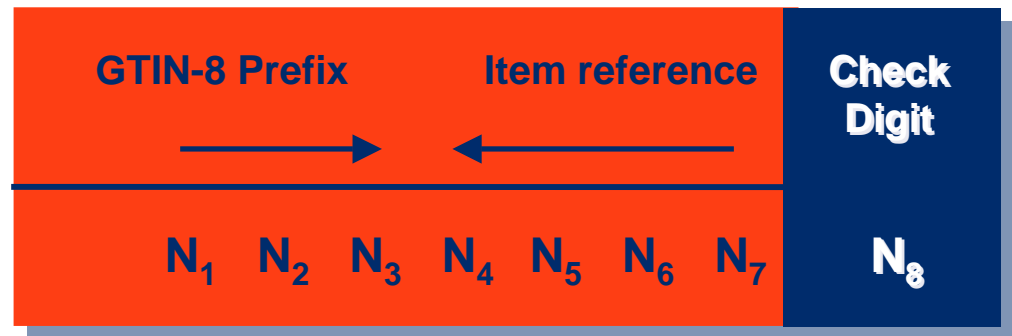 GTIN-8 Prefix Item reference Check
Digit
N₁ N₂ N₃ N₄ N₅ N₆ N₇ N₈